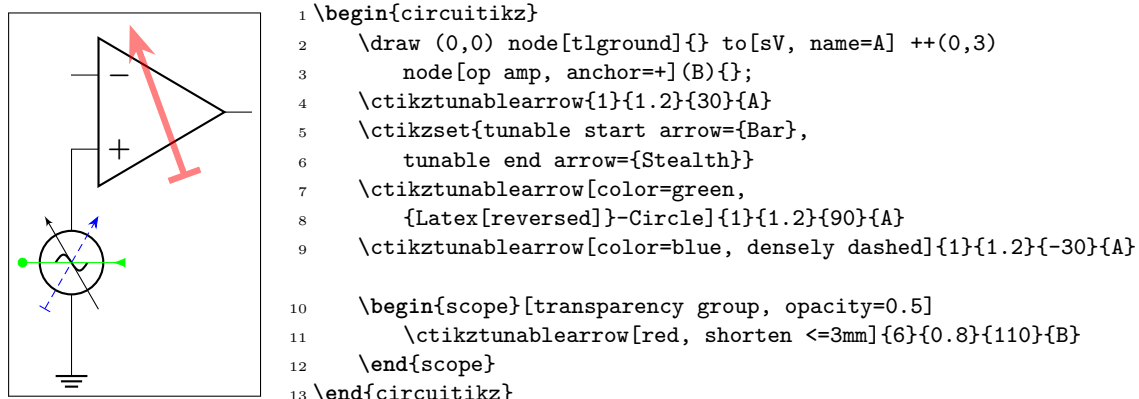 1 \begin{circuitikz}
2 \draw (0,0) node[tlground]{} to[sV, name=A] ++(0,3)
3 node[op amp, anchor=+](B){};
4 \ctikztunablearrow{1}{1.2}{30}{A}
5 \ctikzset{tunable start arrow={Bar},
6 tunable end arrow={Stealth}}
7 \ctikztunablearrow[color=green,
8 {Latex[reversed]}-Circle]{1}{1.2}{90}{A}
9 \ctikztunablearrow[color=blue, densely dashed]{1}{1.2}{-30}{A}
10 \begin{scope}[transparency group, opacity=0.5]
11 \ctikztunablearrow[red, shorten <=3mm]{6}{0.8}{110}{B}
12 \end{scope}
13 \end{circuitikz}